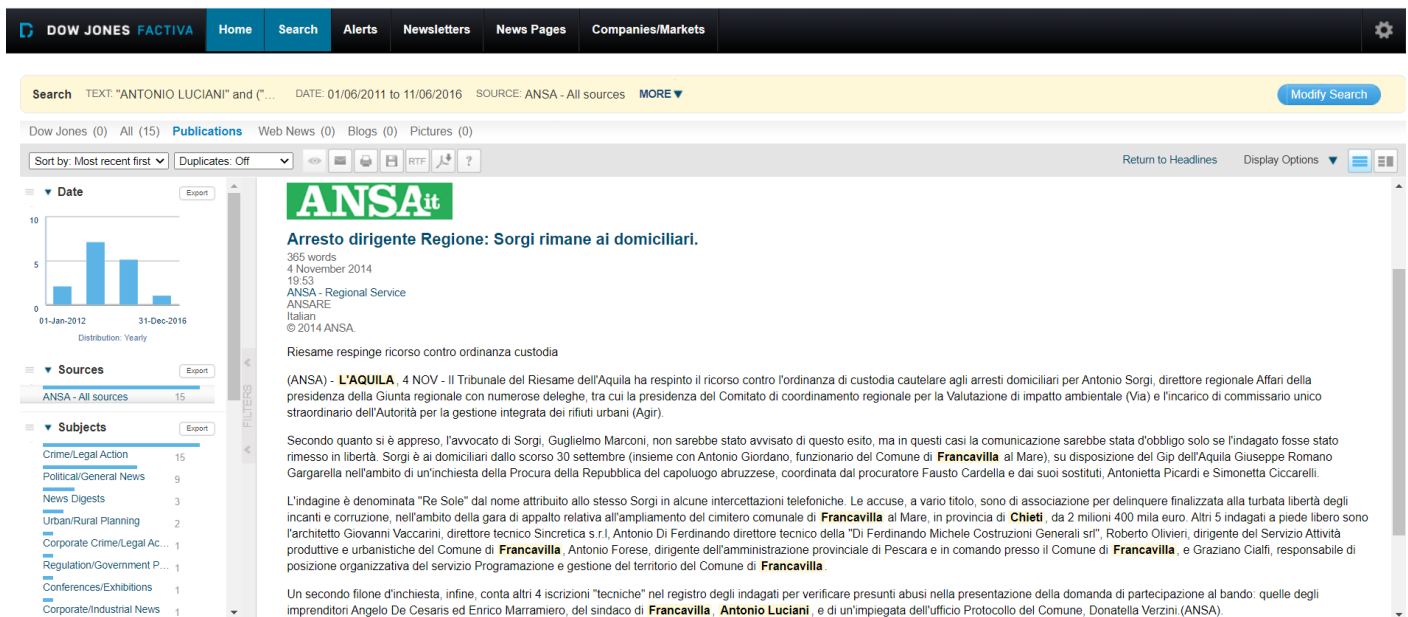 DOW JONES FACTIVA Home Search Alerts Newsletters News Pages Companies/Markets
Search TEXT: "ANTONIO LUCIANI" and ("... DATE: 01/06/2011 to 11/06/2016 SOURCE: ANSA - All sources MORE▼ Modify Search
Dow Jones (0) All (15) Publications Web News (0) Blogs (0) Pictures (0)
Sort by: Most recent first Duplicates: Off RTF ? Return to Headlines Display Options ▼
▼ Date Export
10
5
0
01-Jan-2012 31-Dec-2016
Distribution: Yearly
▼ Sources Export
ANSA - All sources 15
▼ Subjects Export
Crime/Legal Action 15
Political/General News 9
News Digests 3
Urban/Rural Planning 2
Corporate Crime/Legal Ac... 1
Regulation/Government P... 1
Conferences/Exhibitions 1
Corporate/Industrial News 1
FILTERS
ANSAit
Arresto dirigente Regione: Sorgi rimane ai domiciliari.
365 words
4 November 2014
19:53
ANSA - Regional Service
ANSARE
Italian
© 2014 ANSA.
Riesame respinge ricorso contro ordinanza custodia
(ANSA) - L'AQUILA, 4 NOV - Il Tribunale del Riesame dell'Aquila ha respinto il ricorso contro l'ordinanza di custodia cautelare agli arresti domiciliari per Antonio Sorgi, direttore regionale Affari della
presidenza della Giunta regionale con numerose deleghe, tra cui la presidenza del Comitato di coordinamento regionale per la Valutazione di impatto ambientale (Via) e l'incarico di commissario unico
straordinario dell'Autorità per la gestione integrata dei rifiuti urbani (Agir).
Secondo quanto si è appreso, l'avvocato di Sorgi, Guglielmo Marconi, non sarebbe stato avvisato di questo esito, ma in questi casi la comunicazione sarebbe stata d'obbligo solo se l'indagato fosse stato
rimesso in libertà. Sorgi è ai domiciliari dallo scorso 30 settembre (insieme con Antonio Giordano, funzionario del Comune di Francavilla al Mare), su disposizione del Gip dell'Aquila Giuseppe Romano
Gargarella nell'ambito di un'inchiesta della Procura della Repubblica del capoluogo abruzzese, coordinata dal procuratore Fausto Cardella e dai suoi sostituti, Antonietta Picardi e Simonetta Ciccarelli.
L'indagine è denominata "Re Sole" dal nome attribuito allo stesso Sorgi in alcune intercettazioni telefoniche. Le accuse, a vario titolo, sono di associazione per delinquere finalizzata alla turbata libertà degli
incanti e corruzione, nell'ambito della gara di appalto relativa all'ampliamento del cimitero comunale di Francavilla al Mare, in provincia di Chieti, da 2 milioni 400 mila euro. Altri 5 indagati a piede libero sono
l'architetto Giovanni Vaccarini, direttore tecnico Sincretica s.r.l, Antonio Di Ferdinando direttore tecnico della "Di Ferdinando Michele Costruzioni Generali srl", Roberto Olivieri, dirigente del Servizio Attività
produttive e urbanistiche del Comune di Francavilla, Antonio Forese, dirigente dell'amministrazione provinciale di Pescara e in comando presso il Comune di Francavilla, e Graziano Cialfi, responsabile di
posizione organizzativa del servizio Programmazione e gestione del territorio del Comune di Francavilla.
Un secondo filone d'inchiesta, infine, conta altri 4 iscrizioni "tecniche" nel registro degli indagati per verificare presunti abusi nella presentazione della domanda di partecipazione al bando: quelle degli
imprenditori Angelo De Cesaris ed Enrico Marramiero, del sindaco di Francavilla, Antonio Luciani, e di un'impiegata dell'ufficio Protocollo del Comune, Donatella Verzini.(ANSA).